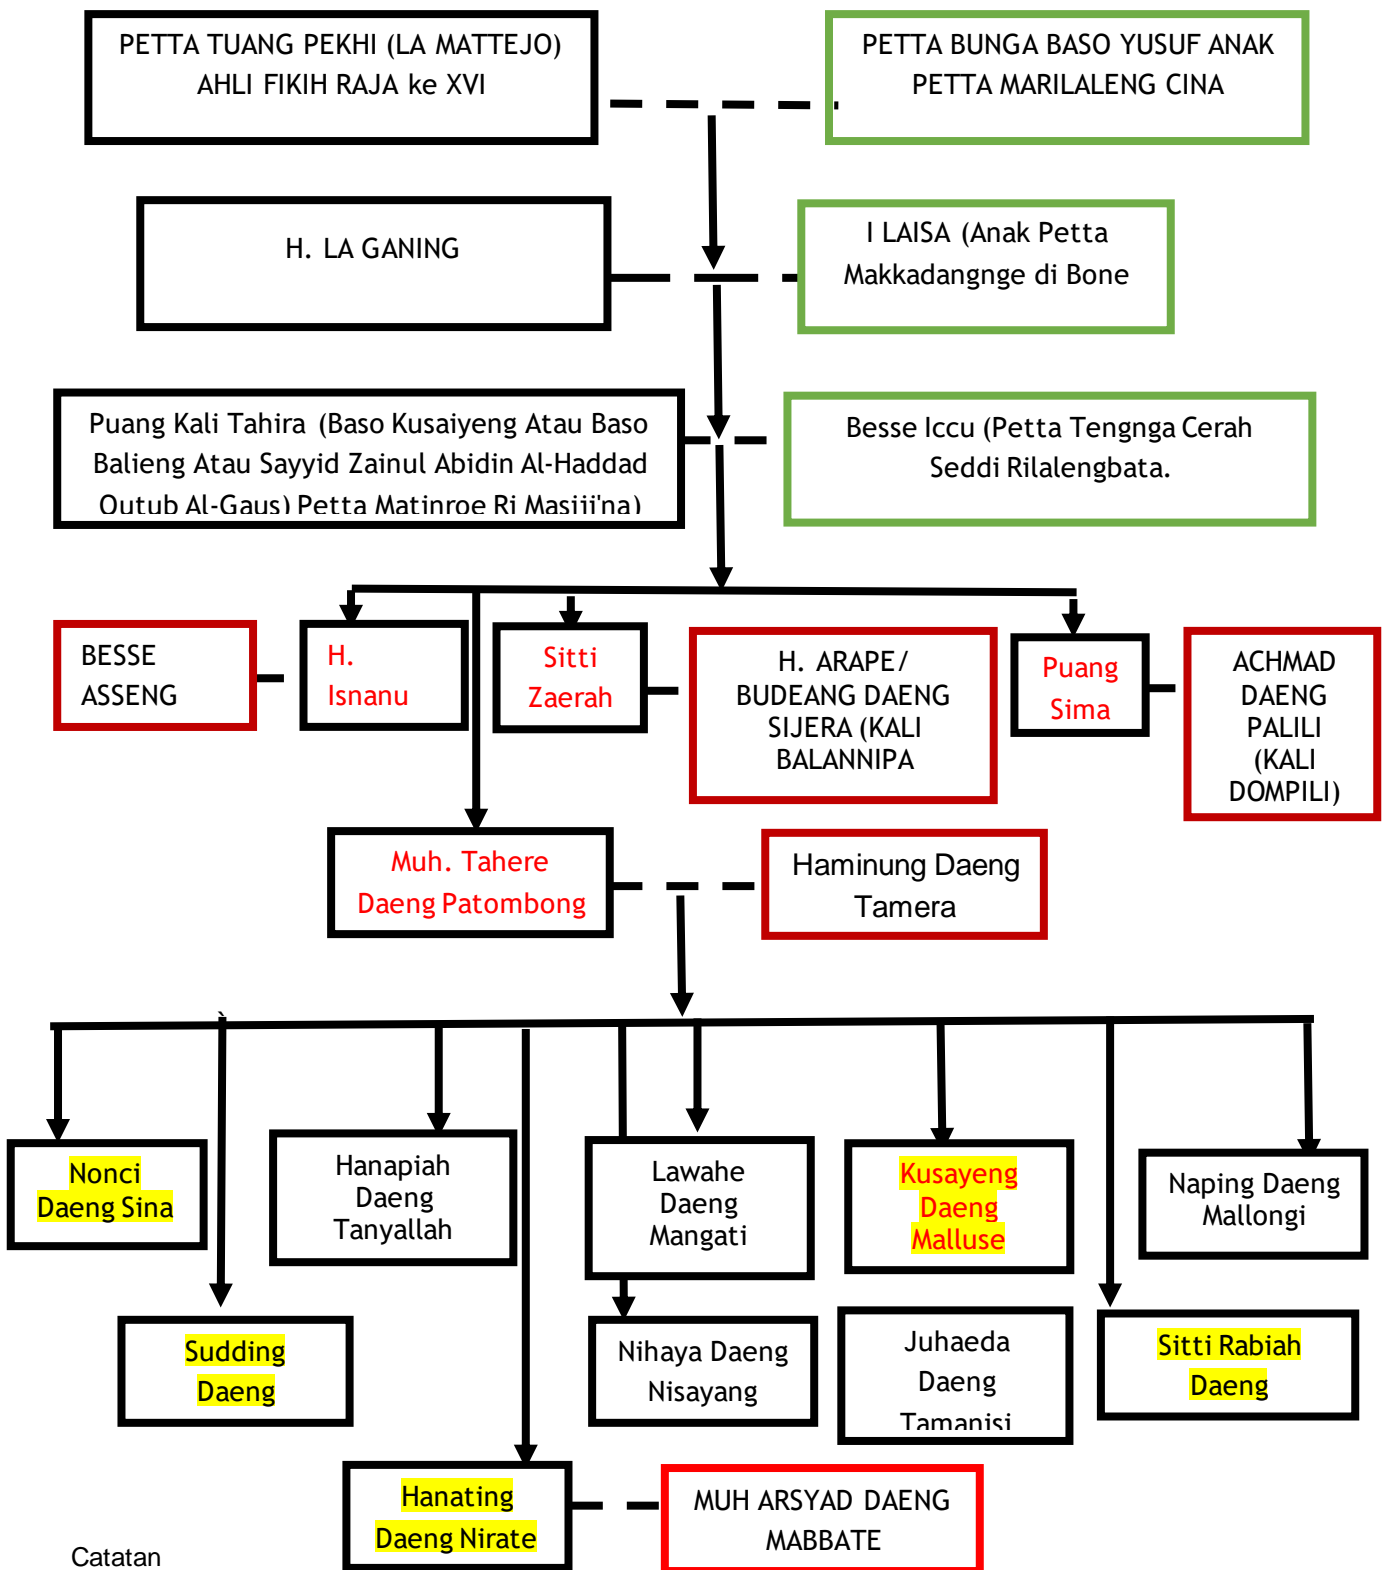 PETTA TUANG PEKHI (LA MATTEJO)
AHLI FIKIH RAJA ke XVI
PETTA BUNGA BASO YUSUF ANAK
PETTA MARILALENG CINA
H. LA GANING
I LAISA (Anak Petta
Makkadangnge di Bone
Puang Kali Tahira (Baso Kusaiyeng Atau Baso
Balieng Atau Sayyid Zainul Abidin Al-Haddad
Qutub Al-Gaus) Petta Matinroe Ri Masjij'na)
Besse Iccu (Petta Tengnga Cerah
Seddi Rilalengbata.
BESSE
ASSENG
H.
Isnanu
Sitti
Zaerah
H. ARAPE/
BUDEANG DAENG
SIJERA (KALI
BALANNIPA
Puang
Sima
ACHMAD
DAENG
PALILI
(KALI
DOMPILI)
Muh. Tahere
Daeng Patombong
Haminung Daeng
Tamera
Nonci
Daeng Sina
Hanapiah
Daeng
Tanyallah
Lawahe
Daeng
Mangati
Kusayeng
Daeng
Malluse
Naping Daeng
Mallongi
Sudding
Daeng
Nihaya Daeng
Nisayang
Juhaeda
Daeng
Tamanisi
Sitti Rabiah
Daeng
Hanating
Daeng Nirate
MUH ARSYAD DAENG
MABBATE
Catatan